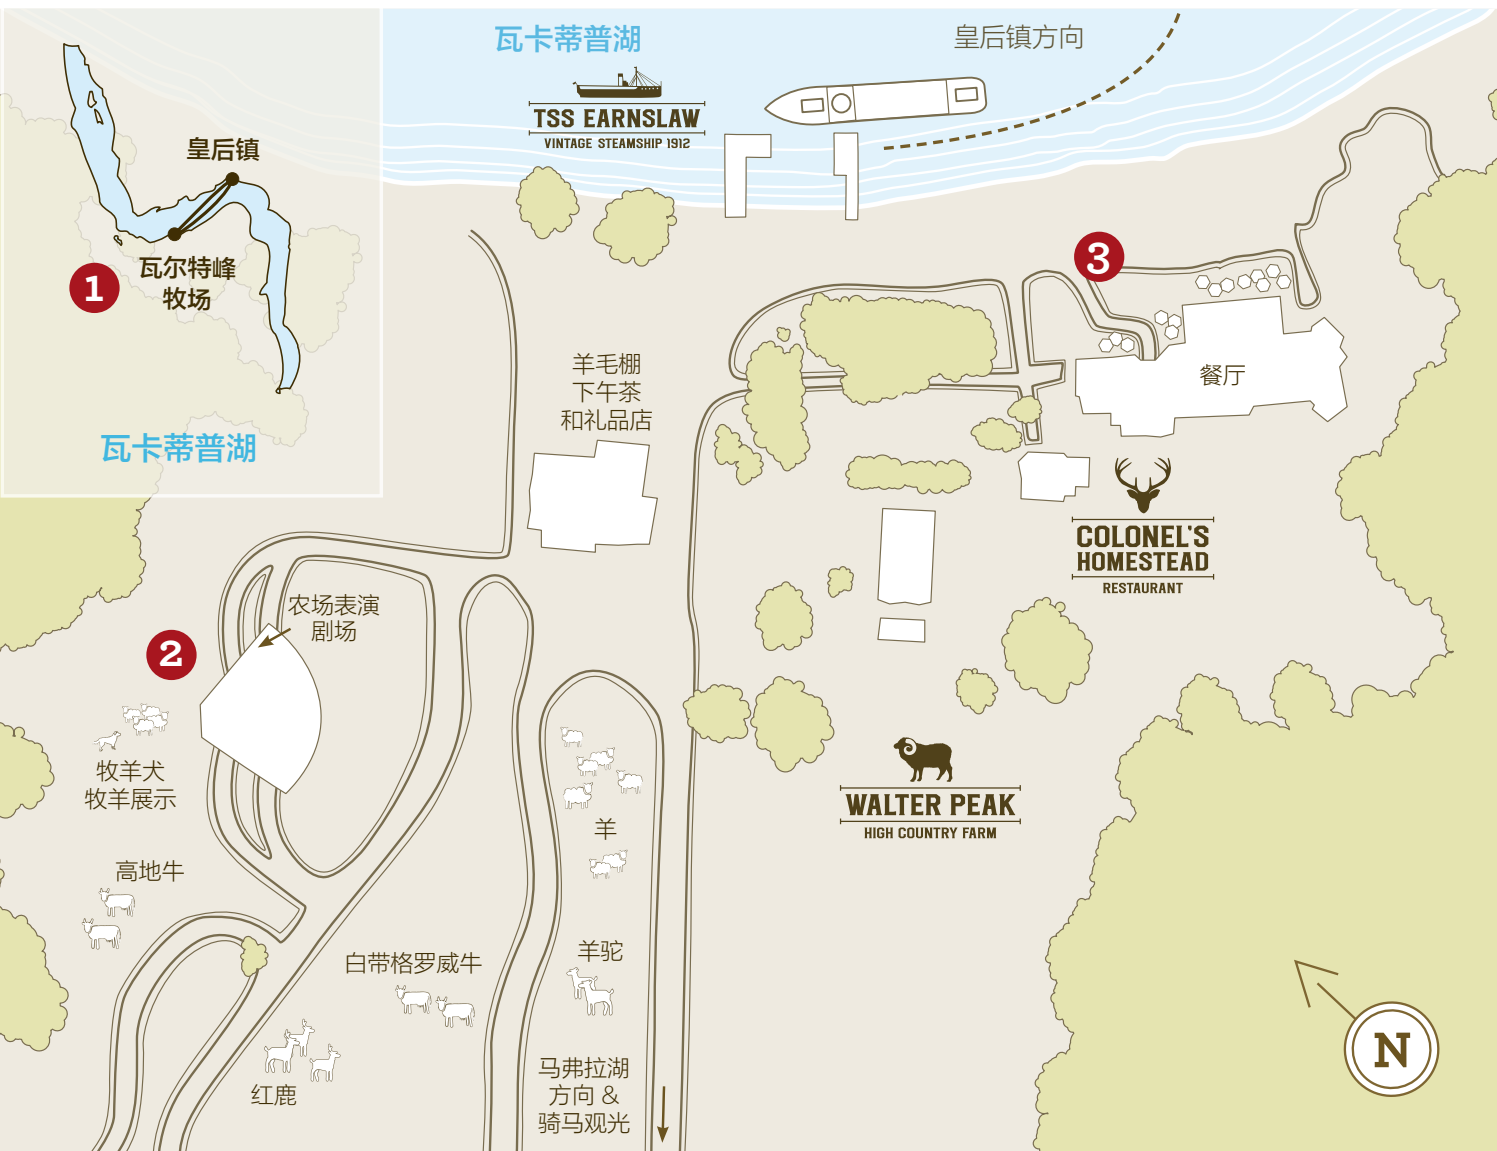 瓦卡蒂普湖
皇后镇方向
TSS EARNSLAW
VINTAGE STEAMSHIP 1912
皇后镇
瓦尔特峰
牧场
1
瓦卡蒂普湖
3
餐厅
羊毛棚
下午茶
和礼品店
COLONEL'S
HOMESTEAD
RESTAURANT
农场表演
剧场
2
牧羊犬
牧羊展示
WALTER PEAK
HIGH COUNTRY FARM
羊
高地牛
白带格罗威牛
羊驼
红鹿
马弗拉湖
方向 &
骑马观光
N